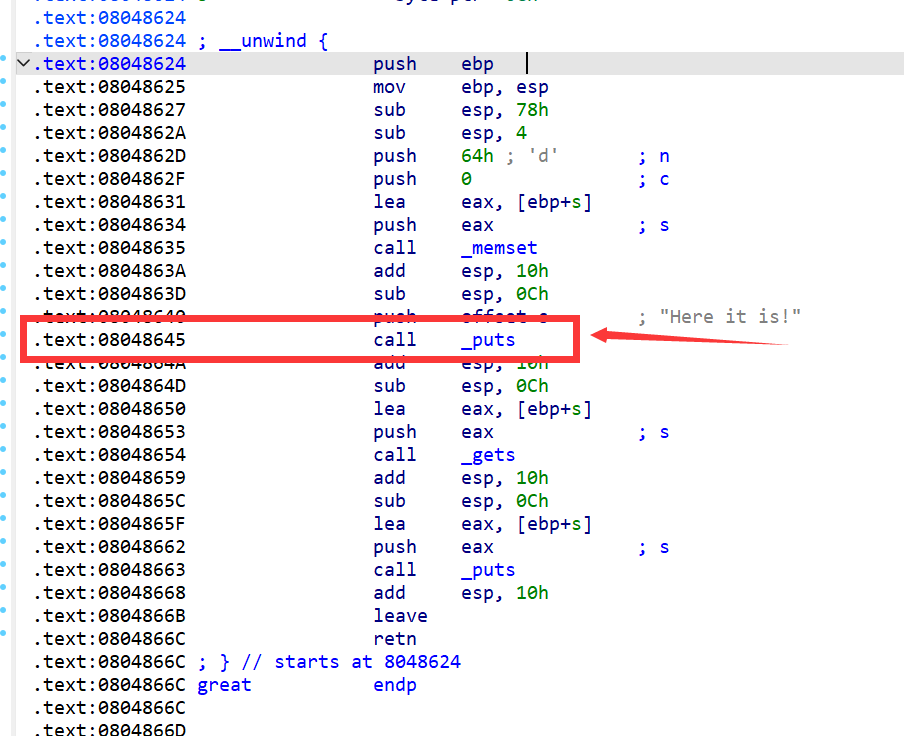 .text:08048624
.text:08048624 ; __unwind {
.text:08048624 push ebp
.text:08048625 mov ebp, esp
.text:08048627 sub esp, 78h
.text:0804862A sub esp, 4
.text:0804862D push 64h ; 'd' ; n
.text:0804862F push 0 ; c
.text:08048631 lea eax, [ebp+s]
.text:08048634 push eax ; s
.text:08048635 call _memset
.text:0804863A add esp, 10h
.text:0804863D sub esp, 0Ch
.text:08048640 push offset s ; "Here it is!"
.text:08048645 call _puts
.text:0804864A add esp, 10h
.text:0804864D sub esp, 0Ch
.text:08048650 lea eax, [ebp+s]
.text:08048653 push eax ; s
.text:08048654 call _gets
.text:08048659 add esp, 10h
.text:0804865C sub esp, 0Ch
.text:0804865F lea eax, [ebp+s]
.text:08048662 push eax ; s
.text:08048663 call _puts
.text:08048668 add esp, 10h
.text:0804866B leave
.text:0804866C retn
.text:0804866C ; } // starts at 8048624
.text:0804866C great endp
.text:0804866C
.text:0804866D